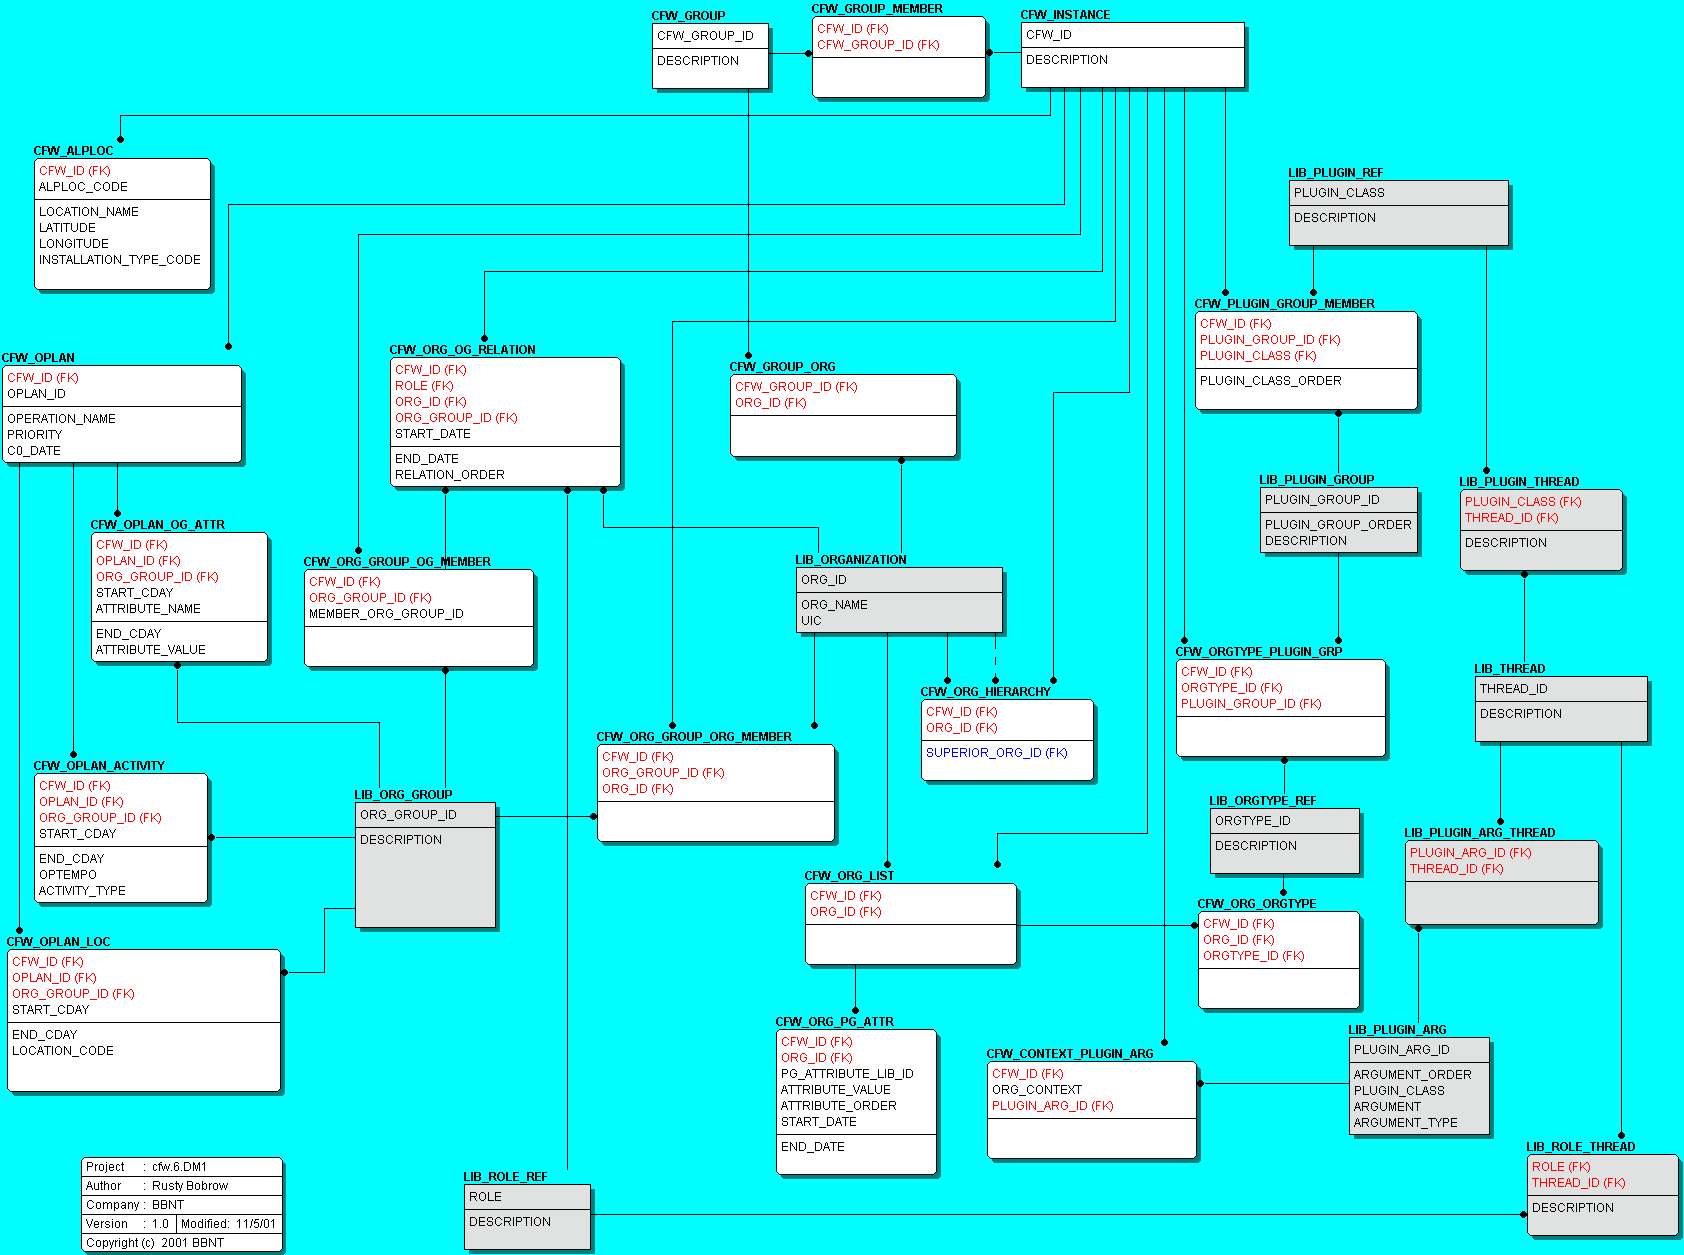 CFW_GROUP
CFW_GROUP_ID
DESCRIPTION
CFW_GROUP_MEMBER
CFW_ID (FK)
CFW_GROUP_ID (FK)
CFW_INSTANCE
CFW_ID
DESCRIPTION
CFW_ALPLOC
CFW_ID (FK)
ALPLOC_CODE
LOCATION_NAME
LATITUDE
LONGITUDE
INSTALLATION_TYPE_CODE
LIB_PLUGIN_REF
PLUGIN_CLASS
DESCRIPTION
CFW_PLUGIN_GROUP_MEMBER
CFW_ID (FK)
PLUGIN_GROUP_ID (FK)
PLUGIN_CLASS (FK)
PLUGIN_CLASS_ORDER
CFW_OPLAN
CFW_ID (FK)
OPLAN_ID
OPERATION_NAME
PRIORITY
C0_DATE
CFW_ORG_OG_RELATION
CFW_ID (FK)
ROLE (FK)
ORG_ID (FK)
ORG_GROUP_ID (FK)
START_DATE
END_DATE
RELATION_ORDER
CFW_GROUP_ORG
CFW_GROUP_ID (FK)
ORG_ID (FK)
LIB_PLUGIN_GROUP
PLUGIN_GROUP_ID
PLUGIN_GROUP_ORDER
DESCRIPTION
LIB_PLUGIN_THREAD
PLUGIN_CLASS (FK)
THREAD_ID (FK)
DESCRIPTION
CFW_OPLAN_OG_ATTR
CFW_ID (FK)
OPLAN_ID (FK)
ORG_GROUP_ID (FK)
START_CDAY
ATTRIBUTE_NAME
END_CDAY
ATTRIBUTE_VALUE
CFW_ORG_GROUP_OG_MEMBER
CFW_ID (FK)
ORG_GROUP_ID (FK)
MEMBER_ORG_GROUP_ID
LIB_ORGANIZATION
ORG_ID
ORG_NAME
UIC
CFW_ORGTYPE_PLUGIN_GRP
CFW_ID (FK)
ORGTYPE_ID (FK)
PLUGIN_GROUP_ID (FK)
LIB_THREAD
THREAD_ID
DESCRIPTION
CFW_ORG_HIERARCHY
CFW_ID (FK)
ORG_ID (FK)
SUPERIOR_ORG_ID (FK)
CFW_ORG_GROUP_ORG_MEMBER
CFW_ID (FK)
ORG_GROUP_ID (FK)
ORG_ID (FK)
CFW_OPLAN_ACTIVITY
CFW_ID (FK)
OPLAN_ID (FK)
ORG_GROUP_ID (FK)
START_CDAY
END_CDAY
OPTEMPO
ACTIVITY_TYPE
LIB_ORG_GROUP
ORG_GROUP_ID
DESCRIPTION
LIB_ORGTYPE_REF
ORGTYPE_ID
DESCRIPTION
LIB_PLUGIN_ARG_THREAD
PLUGIN_ARG_ID (FK)
THREAD_ID (FK)
CFW_ORG_LIST
CFW_ID (FK)
ORG_ID (FK)
CFW_ORG_ORGTYPE
CFW_ID (FK)
ORG_ID (FK)
ORGTYPE_ID (FK)
CFW_OPLAN_LOC
CFW_ID (FK)
OPLAN_ID (FK)
ORG_GROUP_ID (FK)
START_CDAY
END_CDAY
LOCATION_CODE
CFW_ORG_PG_ATTR
CFW_ID (FK)
ORG_ID (FK)
PG_ATTRIBUTE_LIB_ID
ATTRIBUTE_VALUE
ATTRIBUTE_ORDER
START_DATE
END_DATE
CFW_CONTEXT_PLUGIN_ARG
CFW_ID (FK)
ORG_CONTEXT
PLUGIN_ARG_ID (FK)
LIB_PLUGIN_ARG
PLUGIN_ARG_ID
ARGUMENT_ORDER
PLUGIN_CLASS
ARGUMENT
ARGUMENT_TYPE
LIB_ROLE_THREAD
ROLE (FK)
THREAD_ID (FK)
DESCRIPTION
LIB_ROLE_REF
ROLE
DESCRIPTION
Project : cfw.6.DM1
Author : Rusty Bobrow
Company : BBNT
Version : 1.0 Modified: 11/5/01
Copyright (c) 2001 BBNT